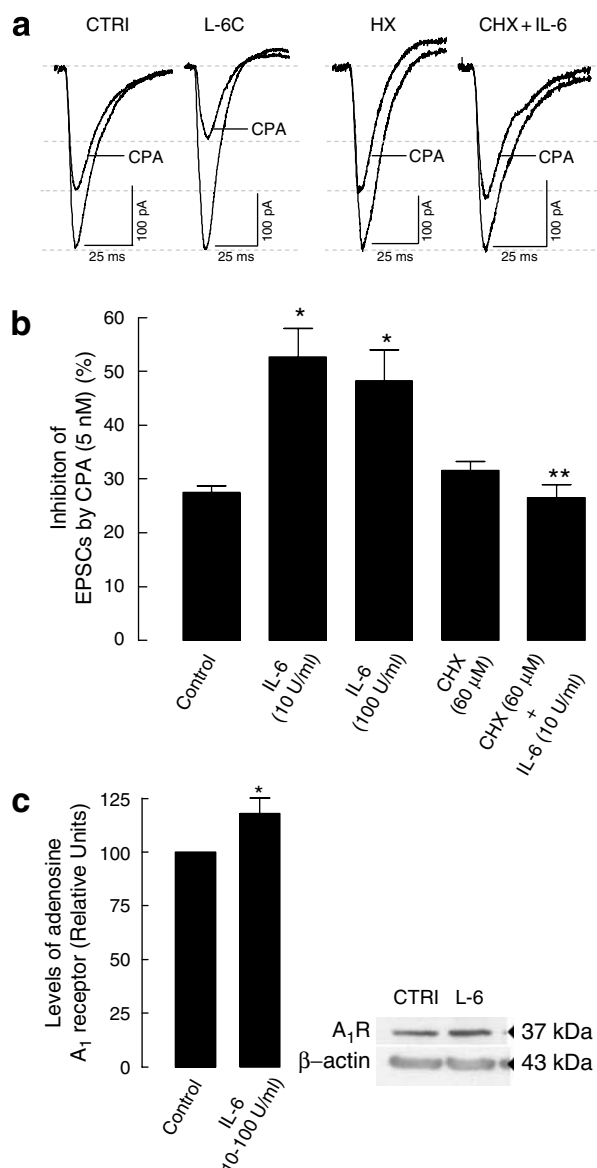 a
CTRI L-6C HX CHX + IL-6
CPA
CPA
CPA
CPA
100 pA
25 ms
100 pA
25 ms
100 pA
25 ms
100 pA
25 ms
b
Inhibiton of
EPSCs by CPA (5 nM) (%)
60
50
40
30
20
10
0
*
*
**
Control
IL-6
(10 U/ml)
IL-6
(100 U/ml)
CHX
(60 μM)
CHX (60 μM)
+
IL-6 (10 U/ml)
c
Levels of adenosine
A₁ receptor (Relative Units)
125
100
75
50
25
0
*
Control
IL-6
10-100 U/ml)
CTRI L-6
A₁R 37 kDa
β–actin 43 kDa